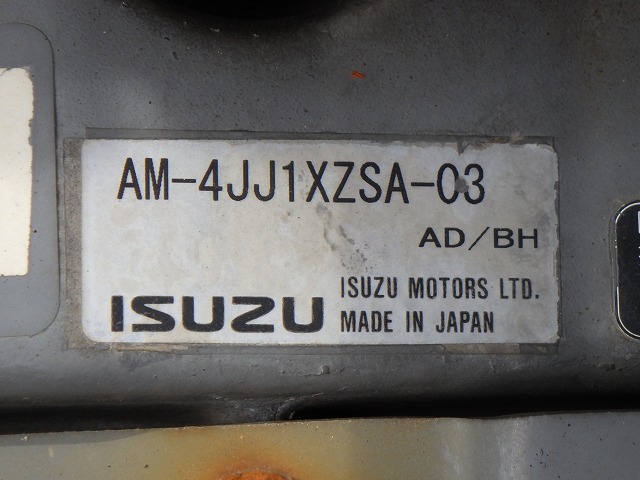 AM-4JJ1XZSA-03
AD/BH
ISUZU
ISUZU MOTORS LTD.
MADE IN JAPAN